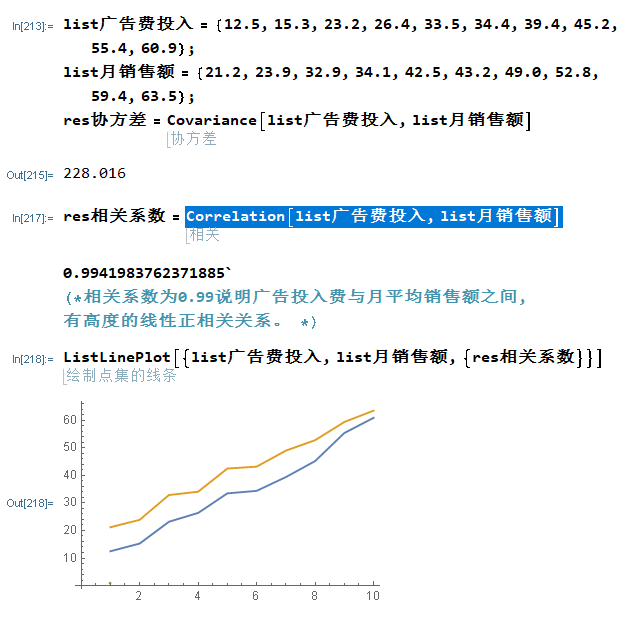 In[213]:= list广告费投入 = {12.5, 15.3, 23.2, 26.4, 33.5, 34.4, 39.4, 45.2,
55.4, 60.9};
list月销售额 = {21.2, 23.9, 32.9, 34.1, 42.5, 43.2, 49.0, 52.8,
59.4, 63.5};
res协方差 = Covariance[list广告费投入, list月销售额]
协方差
Out[215]= 228.016
In[217]:= res相关系数 = Correlation[list广告费投入, list月销售额]
相关
0.9941983762371885`
(*相关系数为0.99说明广告投入费与月平均销售额之间,
有高度的线性正相关关系。 *)
In[218]:= ListLinePlot[{list广告费投入, list月销售额, {res相关系数}}]
绘制点集的线条
60
50
40
Out[218]= 30
20
10
2 4 6 8 10